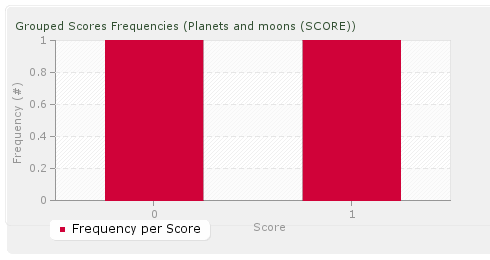 Grouped Scores Frequencies (Planets and moons (SCORE))
Frequency (#)
1
0.8
0.6
0.4
0.2
0
0 1
Score
Frequency per Score